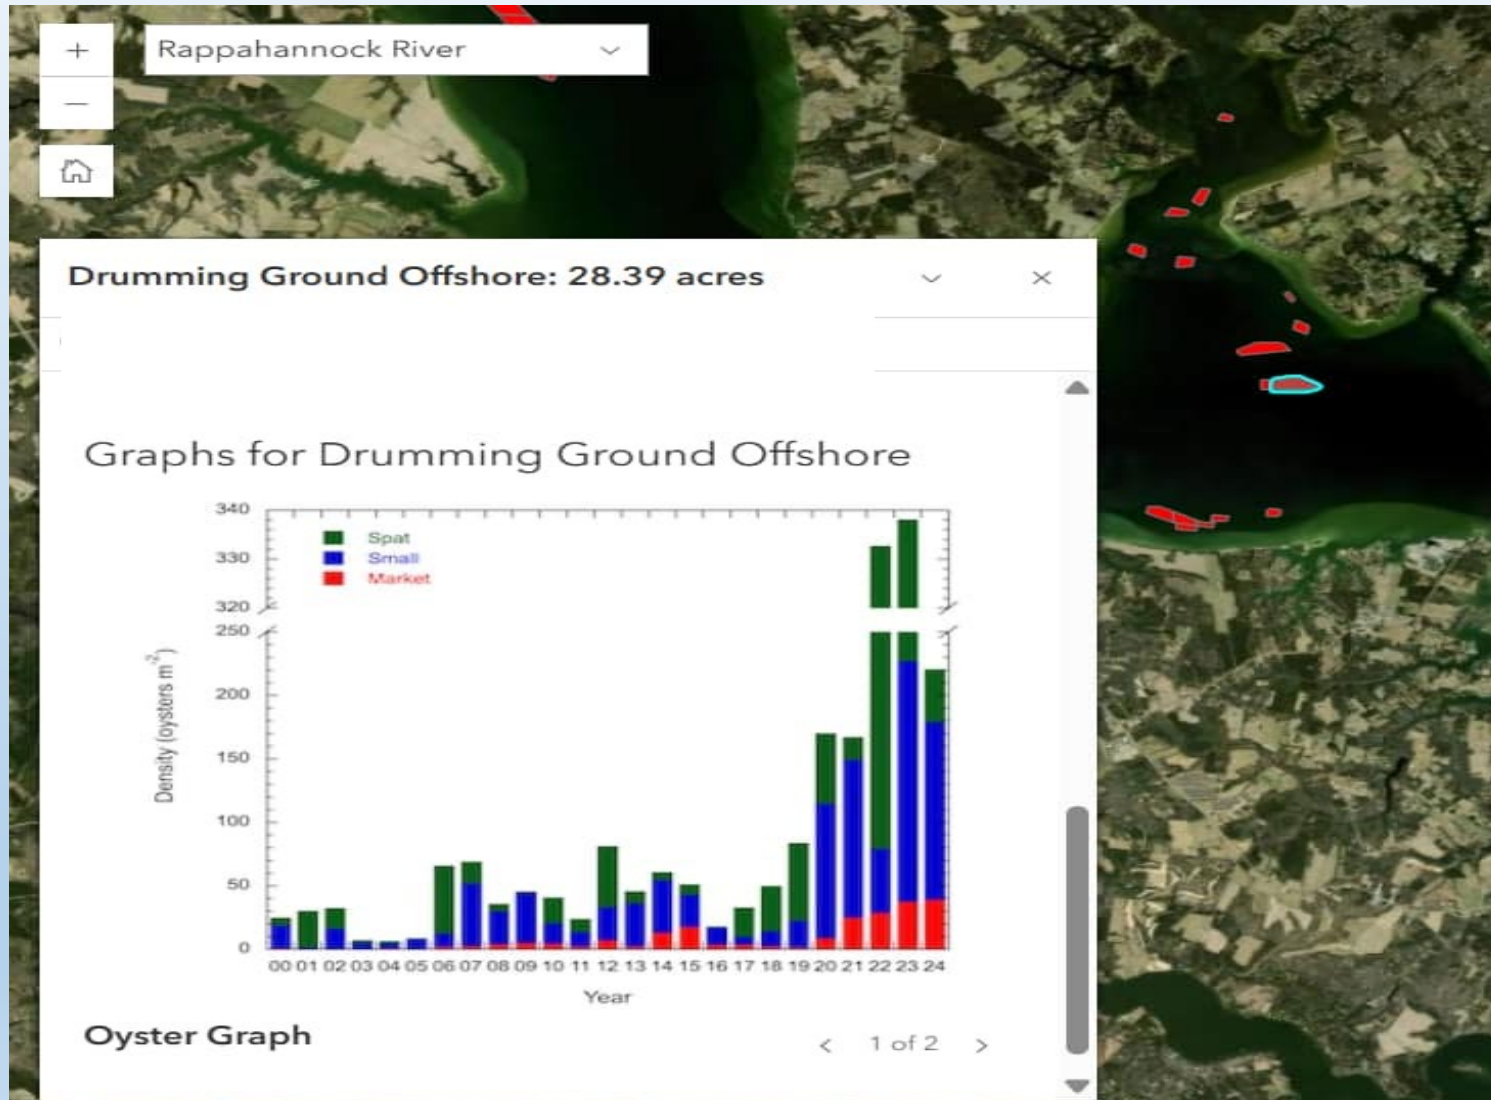 +
Rappahannock River
−
Drumming Ground Offshore: 28.39 acres
Graphs for Drumming Ground Offshore
340
330
320
250
200
150
100
50
0
Spat
Small
Market
Density (oysters m⁻²)
00 01 02 03 04 05 06 07 08 09 10 11 12 13 14 15 16 17 18 19 20 21 22 23 24
Year
Oyster Graph
< 1 of 2 >